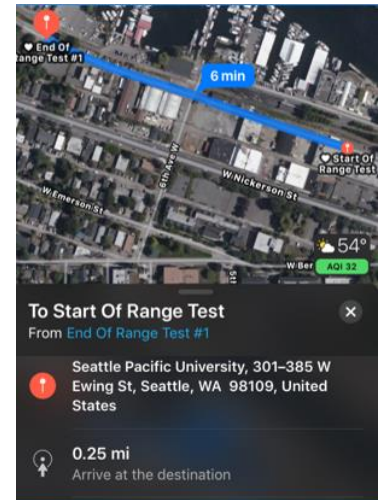 End Of
Range Test #1
6 min
Start Of
Range Test
W Nickerson St
6th Ave W
W Emerson St
54°
W Ber
AQI 32
5th
To Start Of Range Test
From End Of Range Test #1
Seattle Pacific University, 301–385 W
Ewing St, Seattle, WA 98109, United
States
0.25 mi
Arrive at the destination